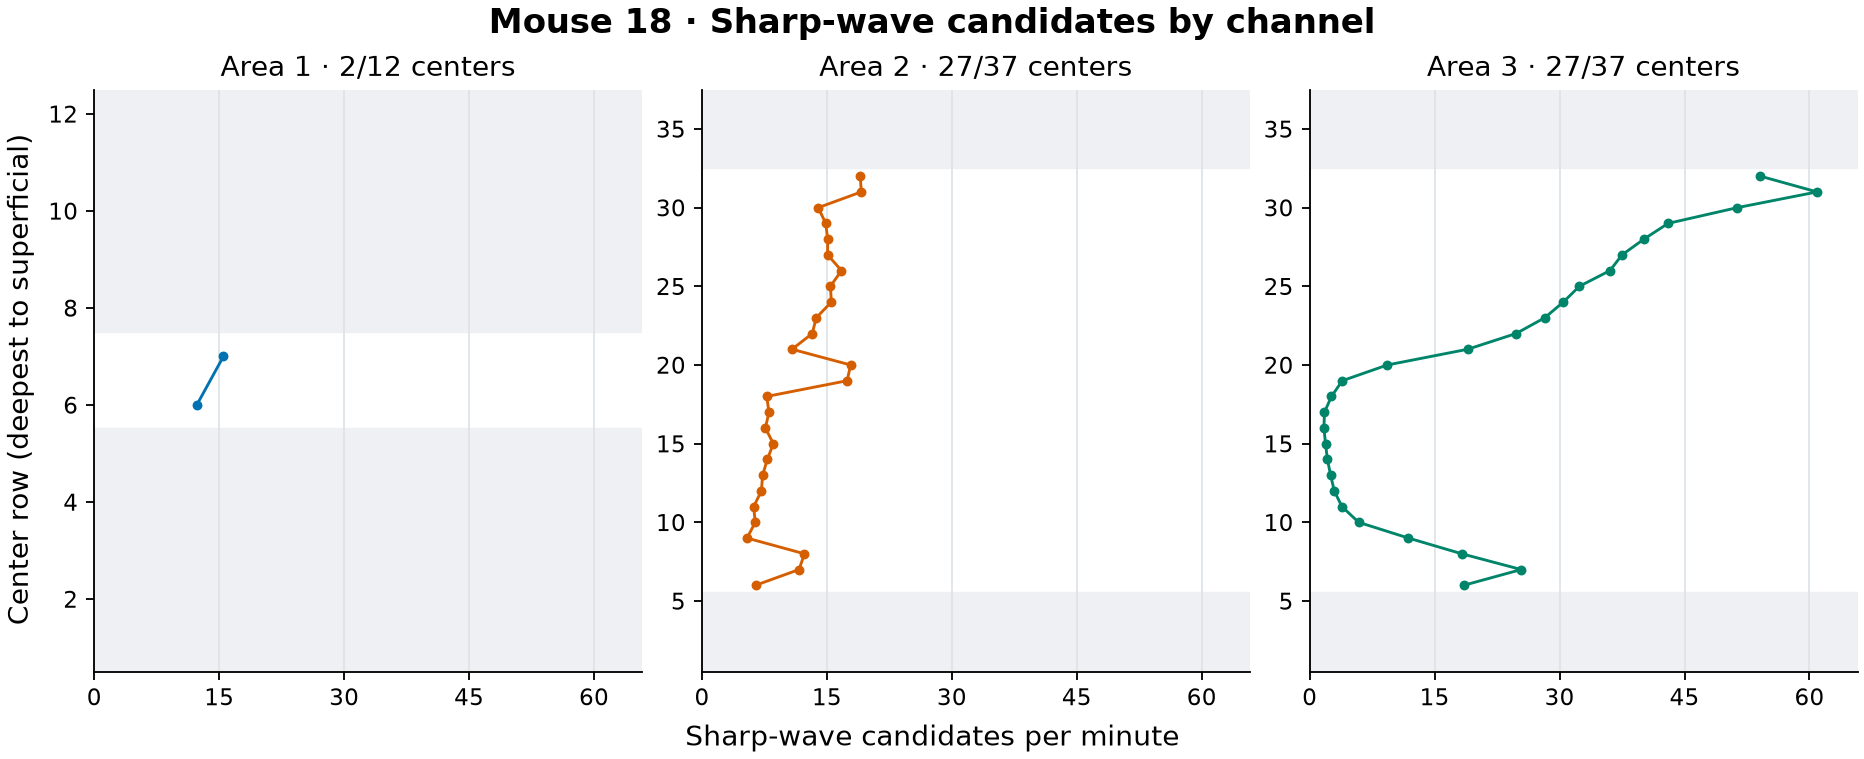 Mouse 18 · Sharp-wave candidates by channel
Area 1 · 2/12 centers
Area 2 · 27/37 centers
Area 3 · 27/37 centers
Center row (deepest to superficial)
12
10
8
6
4
2
0 15 30 45 60
35
30
25
20
15
10
5
0 15 30 45 60
35
30
25
20
15
10
5
0 15 30 45 60
Sharp-wave candidates per minute